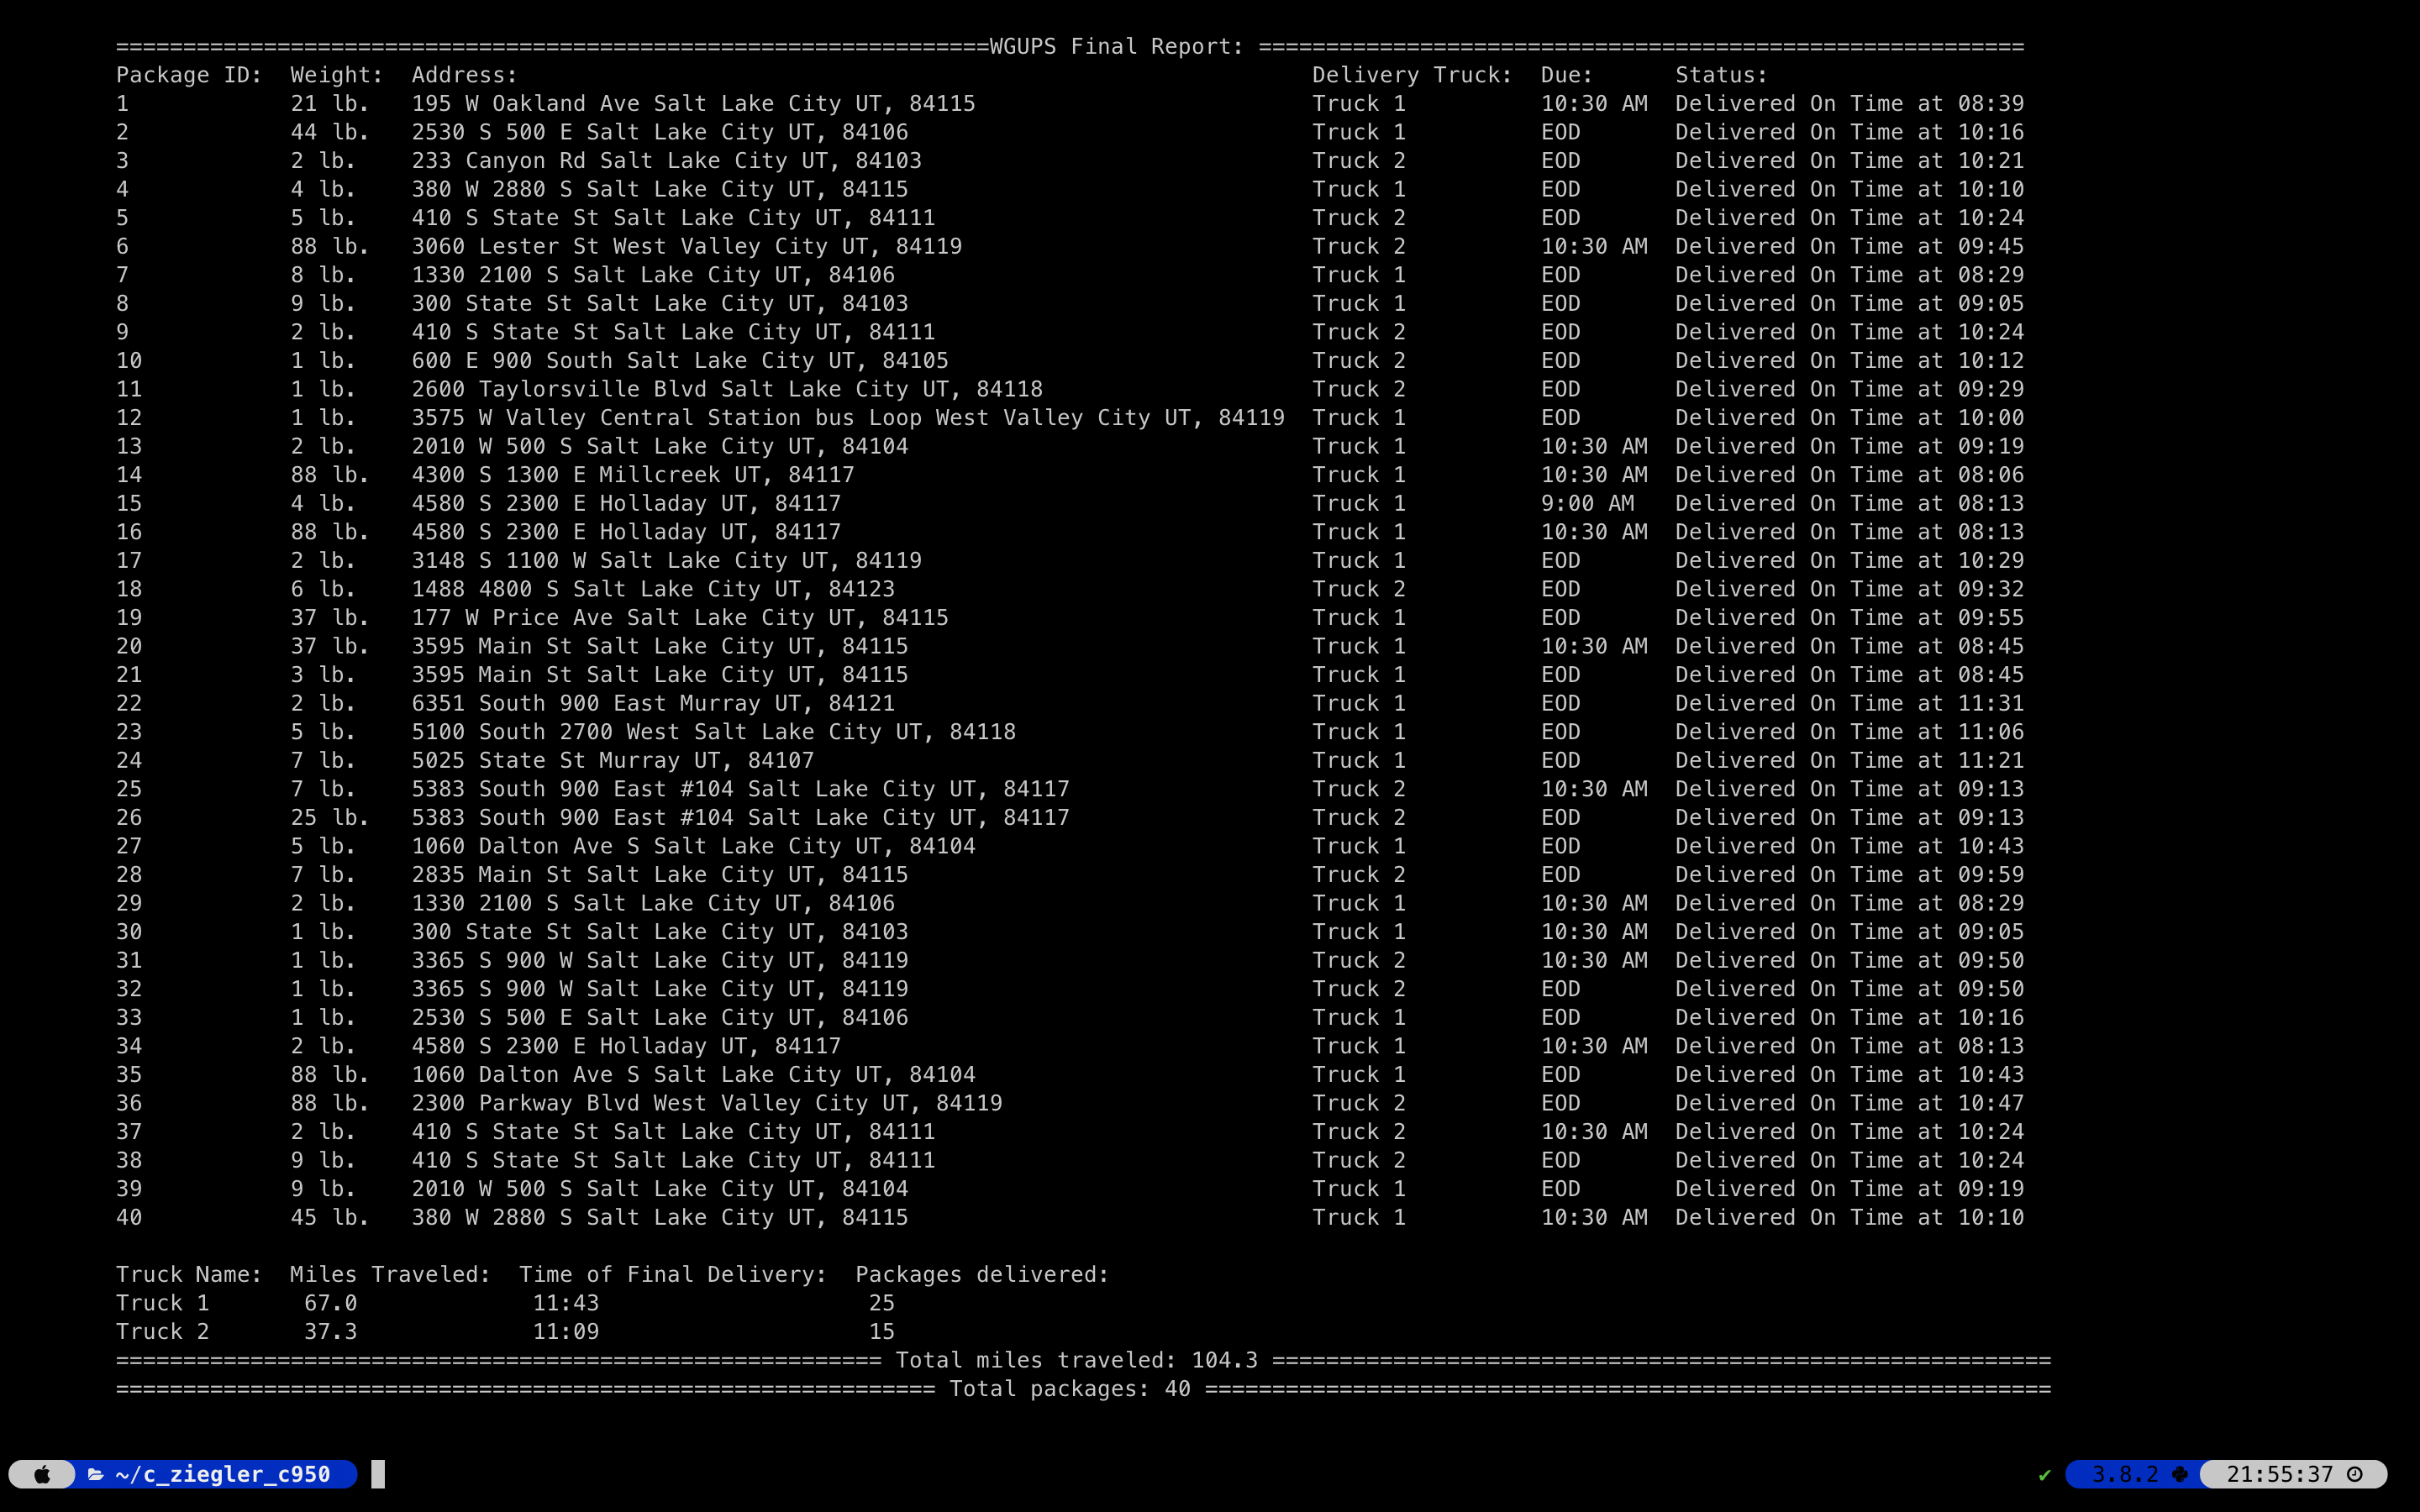 =================================================================WGUPS Final Report: =========================================================
Package ID:  Weight:  Address:                                                           Delivery Truck:  Due:      Status:
1            21 lb.   195 W Oakland Ave Salt Lake City UT, 84115                         Truck 1          10:30 AM  Delivered On Time at 08:39
2            44 lb.   2530 S 500 E Salt Lake City UT, 84106                              Truck 1          EOD       Delivered On Time at 10:16
3            2 lb.    233 Canyon Rd Salt Lake City UT, 84103                             Truck 2          EOD       Delivered On Time at 10:21
4            4 lb.    380 W 2880 S Salt Lake City UT, 84115                              Truck 1          EOD       Delivered On Time at 10:10
5            5 lb.    410 S State St Salt Lake City UT, 84111                            Truck 2          EOD       Delivered On Time at 10:24
6            88 lb.   3060 Lester St West Valley City UT, 84119                          Truck 2          10:30 AM  Delivered On Time at 09:45
7            8 lb.    1330 2100 S Salt Lake City UT, 84106                               Truck 1          EOD       Delivered On Time at 08:29
8            9 lb.    300 State St Salt Lake City UT, 84103                              Truck 1          EOD       Delivered On Time at 09:05
9            2 lb.    410 S State St Salt Lake City UT, 84111                            Truck 2          EOD       Delivered On Time at 10:24
10           1 lb.    600 E 900 South Salt Lake City UT, 84105                           Truck 2          EOD       Delivered On Time at 10:12
11           1 lb.    2600 Taylorsville Blvd Salt Lake City UT, 84118                    Truck 2          EOD       Delivered On Time at 09:29
12           1 lb.    3575 W Valley Central Station bus Loop West Valley City UT, 84119  Truck 1          EOD       Delivered On Time at 10:00
13           2 lb.    2010 W 500 S Salt Lake City UT, 84104                              Truck 1          10:30 AM  Delivered On Time at 09:19
14           88 lb.   4300 S 1300 E Millcreek UT, 84117                                  Truck 1          10:30 AM  Delivered On Time at 08:06
15           4 lb.    4580 S 2300 E Holladay UT, 84117                                   Truck 1          9:00 AM   Delivered On Time at 08:13
16           88 lb.   4580 S 2300 E Holladay UT, 84117                                   Truck 1          10:30 AM  Delivered On Time at 08:13
17           2 lb.    3148 S 1100 W Salt Lake City UT, 84119                             Truck 1          EOD       Delivered On Time at 10:29
18           6 lb.    1488 4800 S Salt Lake City UT, 84123                               Truck 2          EOD       Delivered On Time at 09:32
19           37 lb.   177 W Price Ave Salt Lake City UT, 84115                           Truck 1          EOD       Delivered On Time at 09:55
20           37 lb.   3595 Main St Salt Lake City UT, 84115                              Truck 1          10:30 AM  Delivered On Time at 08:45
21           3 lb.    3595 Main St Salt Lake City UT, 84115                              Truck 1          EOD       Delivered On Time at 08:45
22           2 lb.    6351 South 900 East Murray UT, 84121                               Truck 1          EOD       Delivered On Time at 11:31
23           5 lb.    5100 South 2700 West Salt Lake City UT, 84118                      Truck 1          EOD       Delivered On Time at 11:06
24           7 lb.    5025 State St Murray UT, 84107                                     Truck 1          EOD       Delivered On Time at 11:21
25           7 lb.    5383 South 900 East #104 Salt Lake City UT, 84117                  Truck 2          10:30 AM  Delivered On Time at 09:13
26           25 lb.   5383 South 900 East #104 Salt Lake City UT, 84117                  Truck 2          EOD       Delivered On Time at 09:13
27           5 lb.    1060 Dalton Ave S Salt Lake City UT, 84104                         Truck 1          EOD       Delivered On Time at 10:43
28           7 lb.    2835 Main St Salt Lake City UT, 84115                              Truck 2          EOD       Delivered On Time at 09:59
29           2 lb.    1330 2100 S Salt Lake City UT, 84106                               Truck 1          10:30 AM  Delivered On Time at 08:29
30           1 lb.    300 State St Salt Lake City UT, 84103                              Truck 1          10:30 AM  Delivered On Time at 09:05
31           1 lb.    3365 S 900 W Salt Lake City UT, 84119                              Truck 2          10:30 AM  Delivered On Time at 09:50
32           1 lb.    3365 S 900 W Salt Lake City UT, 84119                              Truck 2          EOD       Delivered On Time at 09:50
33           1 lb.    2530 S 500 E Salt Lake City UT, 84106                              Truck 1          EOD       Delivered On Time at 10:16
34           2 lb.    4580 S 2300 E Holladay UT, 84117                                   Truck 1          10:30 AM  Delivered On Time at 08:13
35           88 lb.   1060 Dalton Ave S Salt Lake City UT, 84104                         Truck 1          EOD       Delivered On Time at 10:43
36           88 lb.   2300 Parkway Blvd West Valley City UT, 84119                       Truck 2          EOD       Delivered On Time at 10:47
37           2 lb.    410 S State St Salt Lake City UT, 84111                            Truck 2          10:30 AM  Delivered On Time at 10:24
38           9 lb.    410 S State St Salt Lake City UT, 84111                            Truck 2          EOD       Delivered On Time at 10:24
39           9 lb.    2010 W 500 S Salt Lake City UT, 84104                              Truck 1          EOD       Delivered On Time at 09:19
40           45 lb.   380 W 2880 S Salt Lake City UT, 84115                              Truck 1          10:30 AM  Delivered On Time at 10:10
Truck Name:  Miles Traveled:  Time of Final Delivery:  Packages delivered:
Truck 1       67.0             11:43                    25
Truck 2       37.3             11:09                    15
========================================================= Total miles traveled: 104.3 ==========================================================
============================================================= Total packages: 40 ===============================================================
~/c_ziegler_c950 ✔ 3.8.2 21:55:37